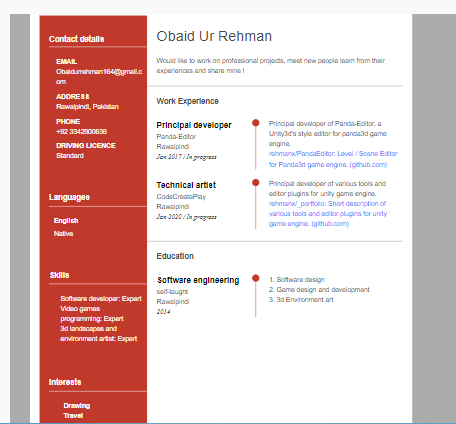 Contact details
EMAIL
Obaidurrehman164@gmail.c
om
ADDRESS
Rawalpindi, Pakistan
PHONE
+92 3342900636
DRIVING LICENCE
Standard
Languages
English
Native
Skills
Software developer: Expert
Video games
programming: Expert
3d landscapes and
environment artist: Expert
Interests
Drawing
Travel
Obaid Ur Rehman
Would like to work on professional projects, meet new people learn from their
experiences and share mine !
Work Experience
Principal developer
Panda-Editor
Rawalpindi
Jan 2017 / In progress
Principal developer of Panda-Editor, a
Unity3d's style editor for panda3d game
engine.
rehmanx/PandaEditor: Level / Scene Editor
for Panda3d game engine. (github.com)
Technical artist
CodeCreatePlay
Rawalpindi
Jan 2020 / In progress
Principal developer of various tools and
editor plugins for unity game engine.
rehmanx/_portfolio: Short description of
various tools and editor plugins for unity
game engine. (github.com)
Education
Software engineering
self-taught
Rawalpindi
2014
1. Software design
2. Game design and development
3. 3d Environment art